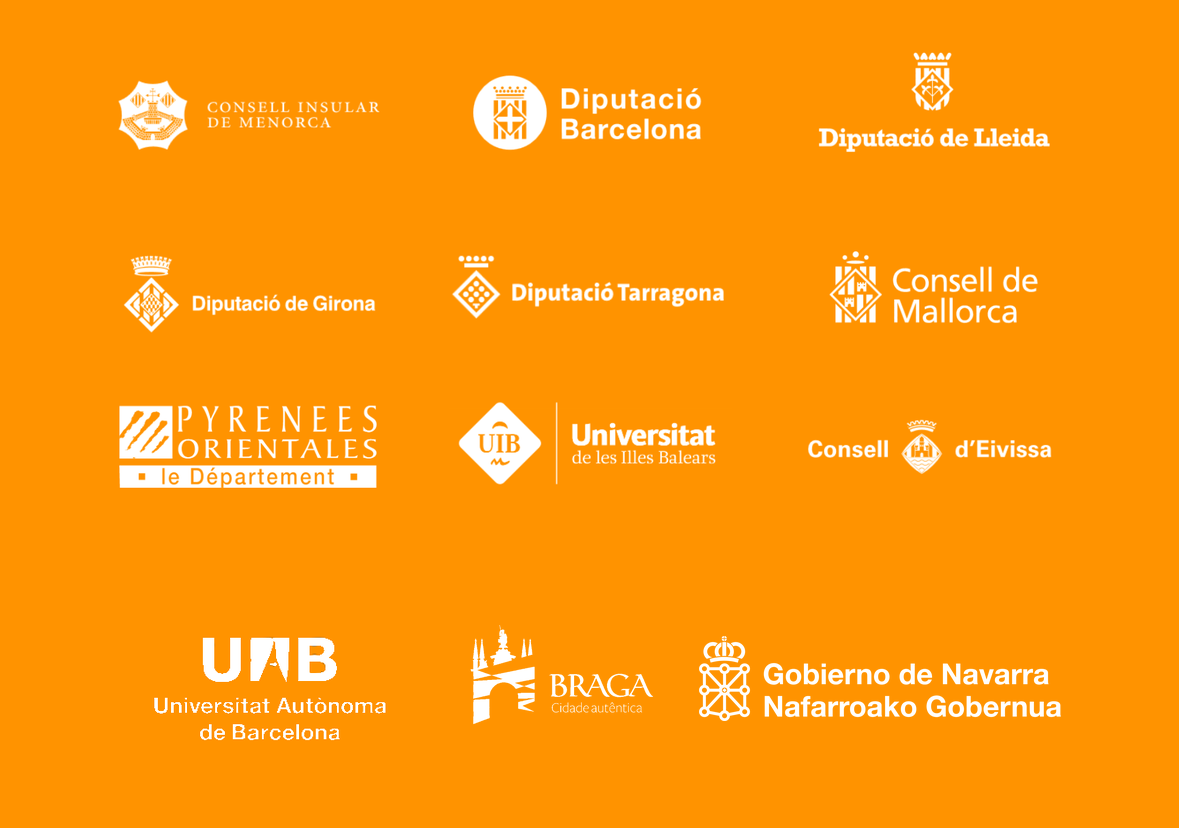 CONSELL INSULAR
DE MENORCA
Diputació
Barcelona
Diputació de Lleida
Diputació de Girona
Diputació Tarragona
Consell de
Mallorca
PYRENEES
ORIENTALES
le Département
UIB
Universitat
de les Illes Balears
Consell d'Eivissa
UAB
Universitat Autònoma
de Barcelona
BRAGA
Cidade autêntica
Gobierno de Navarra
Nafarroako Gobernua